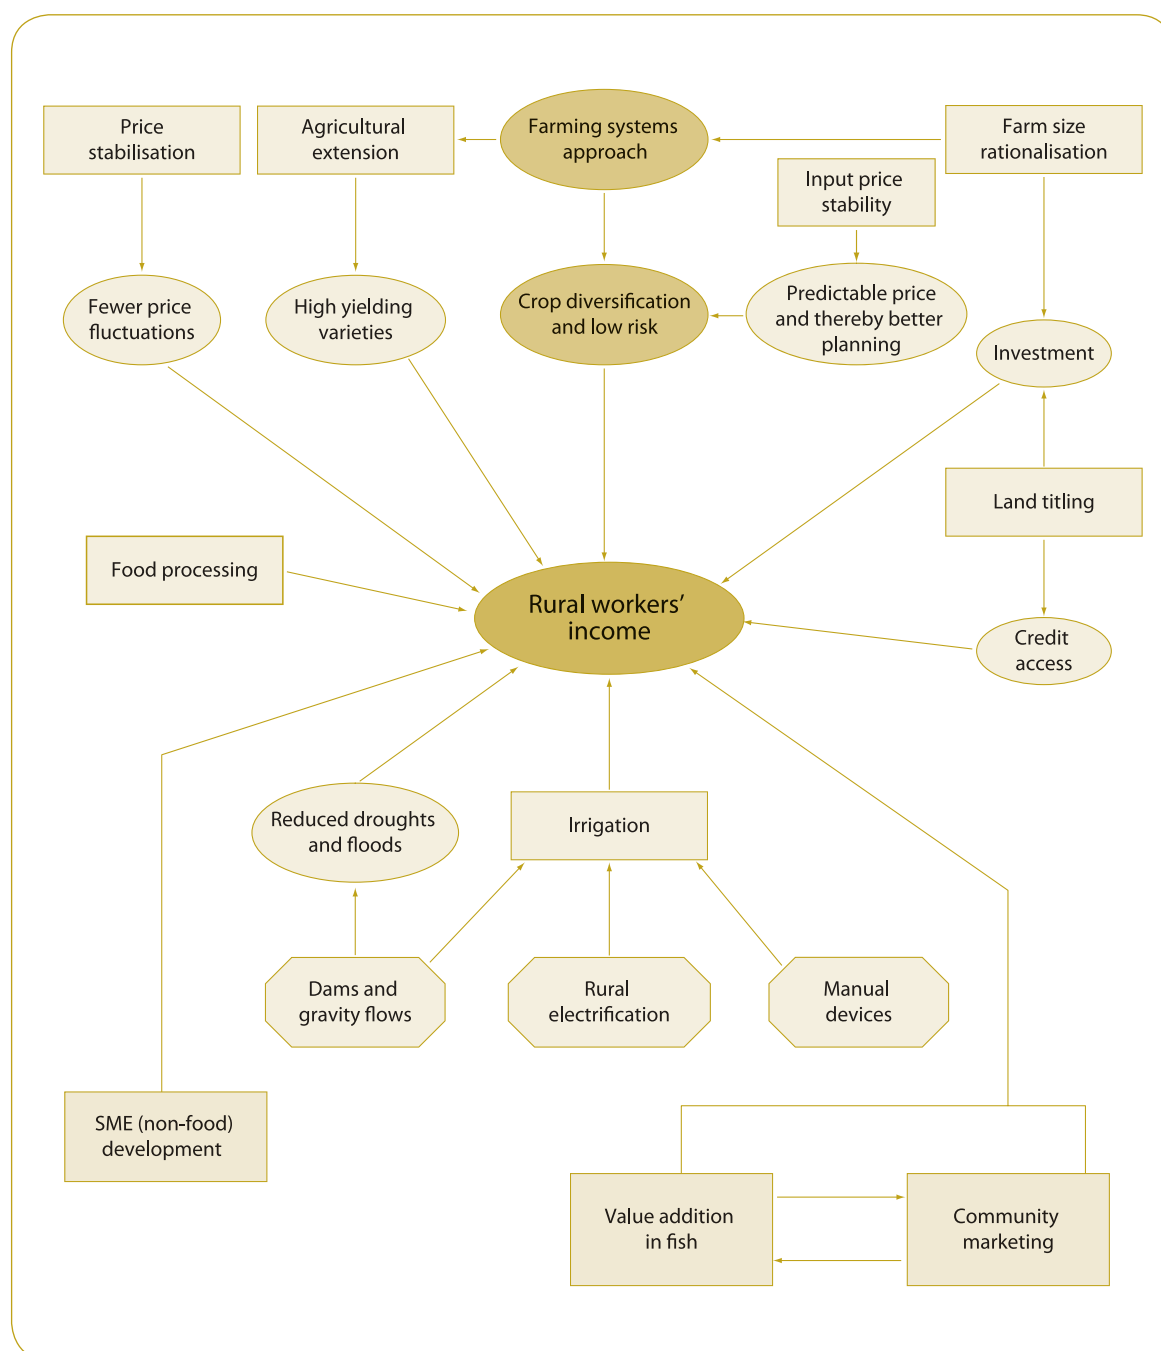 Price
stabilisation
Agricultural
extension
Farming systems
approach
Farm size
rationalisation
Input price
stability
Fewer price
fluctuations
High yielding
varieties
Crop diversification
and low risk
Predictable price
and thereby better
planning
Investment
Land titling
Food processing
Rural workers’
income
Credit
access
Reduced droughts
and floods
Irrigation
Dams and
gravity flows
Rural
electrification
Manual
devices
SME (non-food)
development
Value addition
in fish
Community
marketing